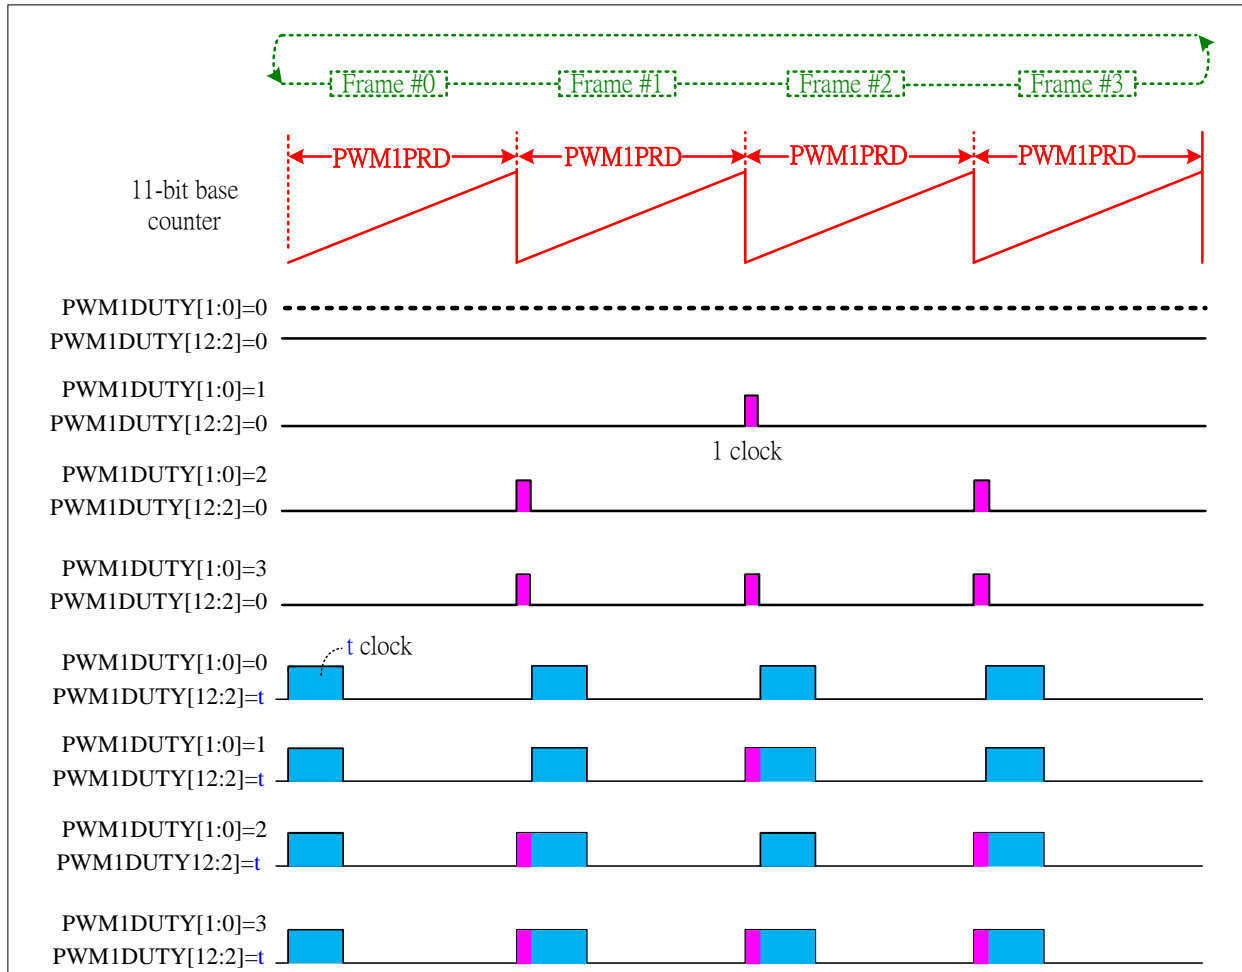 Frame #0 Frame #1 Frame #2 Frame #3
PWM1PRD PWM1PRD PWM1PRD PWM1PRD
11-bit base
counter
PWM1DUTY[1:0]=0
PWM1DUTY[12:2]=0
PWM1DUTY[1:0]=1
PWM1DUTY[12:2]=0
1 clock
PWM1DUTY[1:0]=2
PWM1DUTY[12:2]=0
PWM1DUTY[1:0]=3
PWM1DUTY[12:2]=0
t clock
PWM1DUTY[1:0]=0
PWM1DUTY[12:2]=t
PWM1DUTY[1:0]=1
PWM1DUTY[12:2]=t
PWM1DUTY[1:0]=2
PWM1DUTY12:2]=t
PWM1DUTY[1:0]=3
PWM1DUTY[12:2]=t